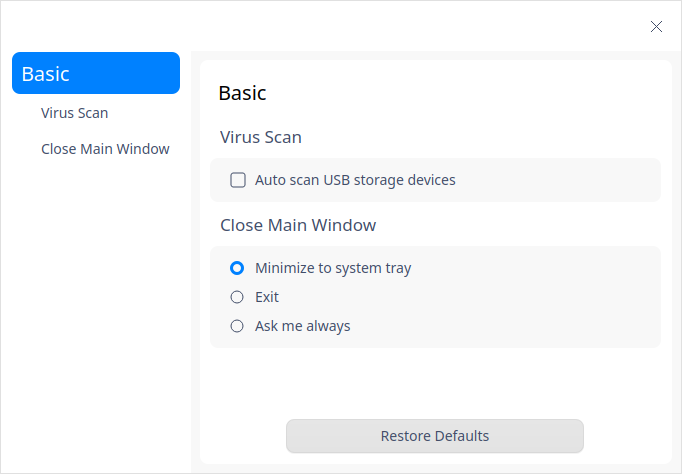 Basic
Virus Scan
Close Main Window
Basic
Virus Scan
Auto scan USB storage devices
Close Main Window
Minimize to system tray
Exit
Ask me always
Restore Defaults